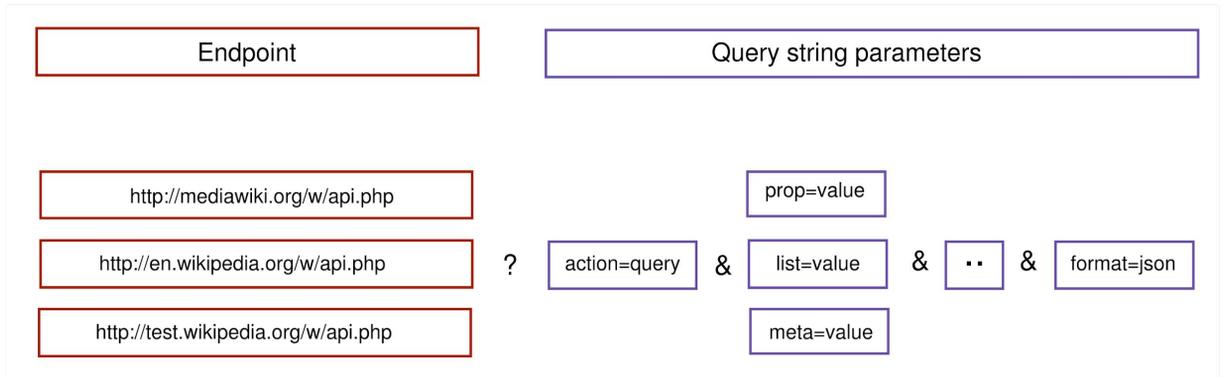 Endpoint
Query string parameters
http://mediawiki.org/w/api.php
prop=value
http://en.wikipedia.org/w/api.php
?
action=query
&
list=value
&
..
&
format=json
http://test.wikipedia.org/w/api.php
meta=value